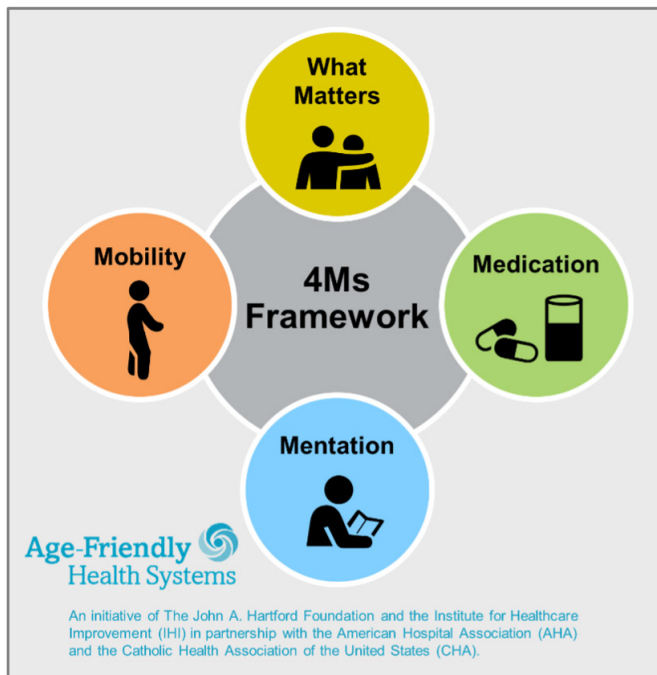 What
Matters
Mobility
4Ms
Framework
Medication
Mentation
Age-Friendly
Health Systems
An initiative of The John A. Hartford Foundation and the Institute for Healthcare
Improvement (IHI) in partnership with the American Hospital Association (AHA)
and the Catholic Health Association of the United States (CHA).